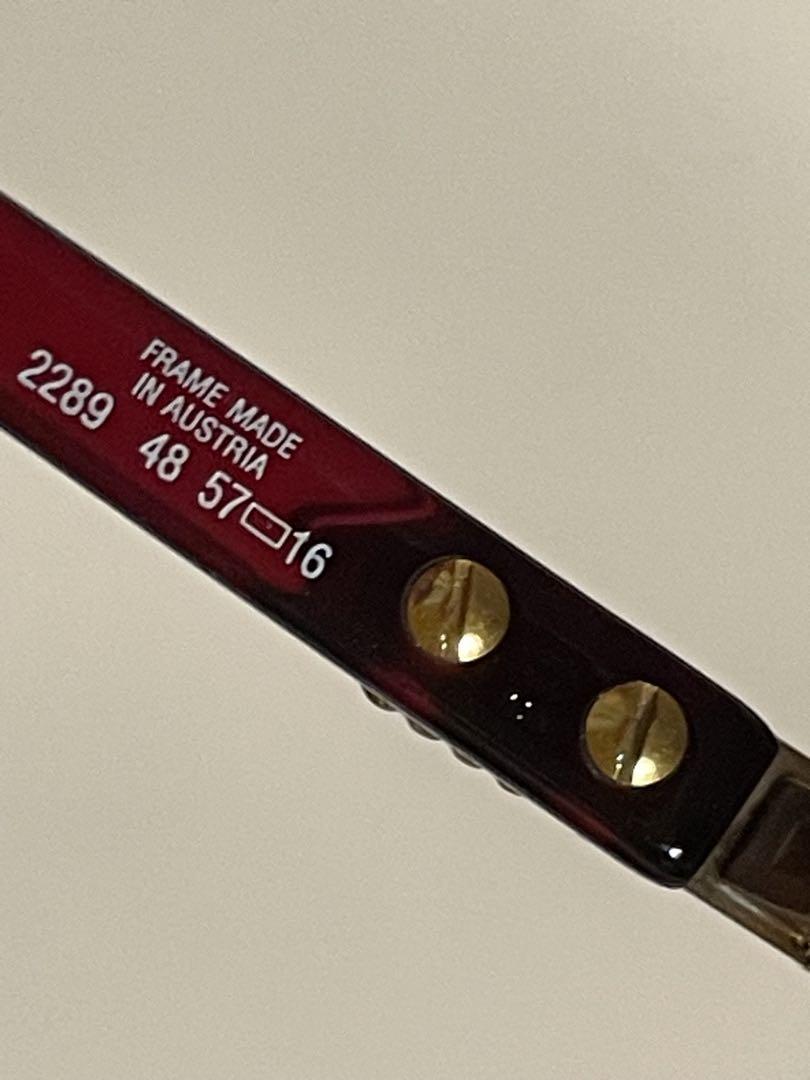 FRAME MADE
IN AUSTRIA
2289 48 57▭16